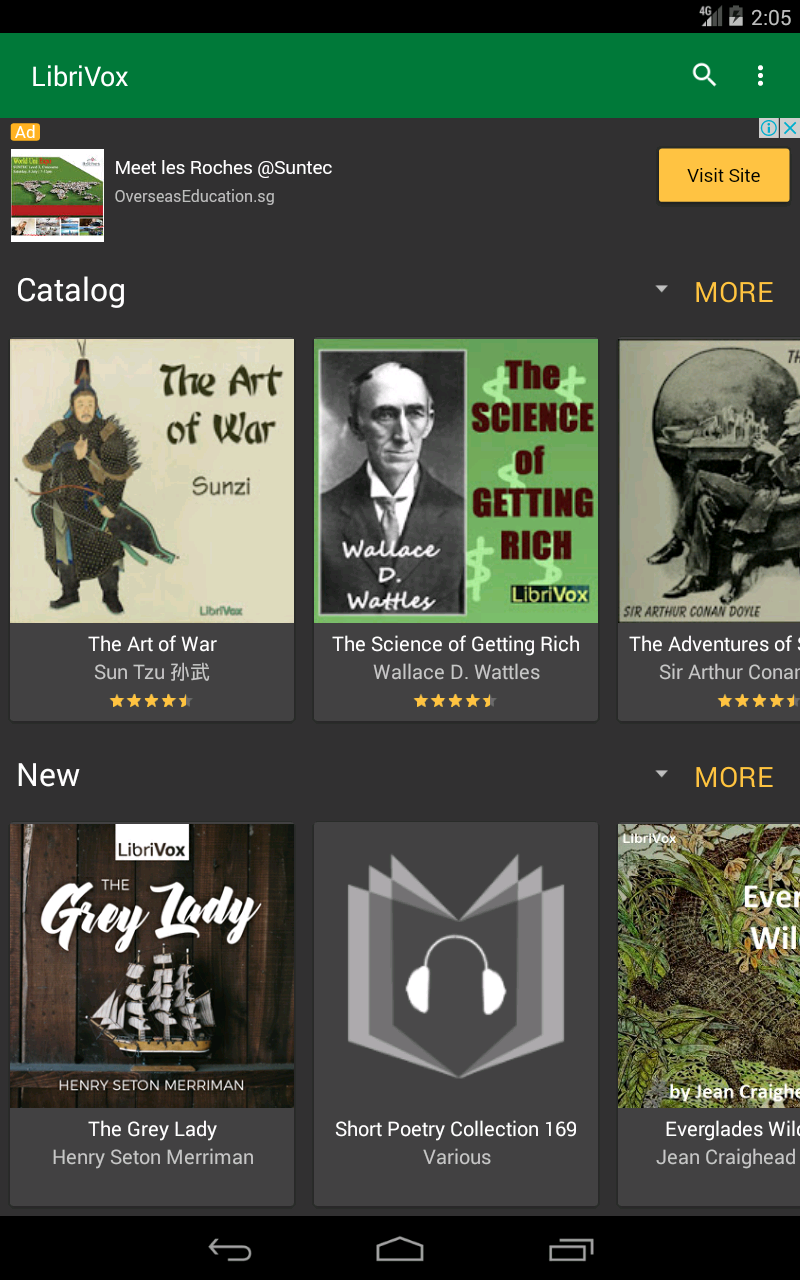 4G 2:05
LibriVox
Ad
Meet les Roches @Suntec
OverseasEducation.sg
Visit Site
Catalog
MORE
The Art
of War
Sunzi
LibriVox
The Art of War
Sun Tzu 孙武
The
SCIENCE
of
GETTING
RICH
Wallace
D.
Wattles
LibriVox
The Science of Getting Rich
Wallace D. Wattles
TH
SIR ARTHUR CONAN DOYLE
The Adventures of S
Sir Arthur Conan
New
MORE
LibriVox
THE
Grey Lady
HENRY SETON MERRIMAN
The Grey Lady
Henry Seton Merriman
Short Poetry Collection 169
Various
LibriVox
Ever
Wil
by Jean Craighe
Everglades Wild
Jean Craighead